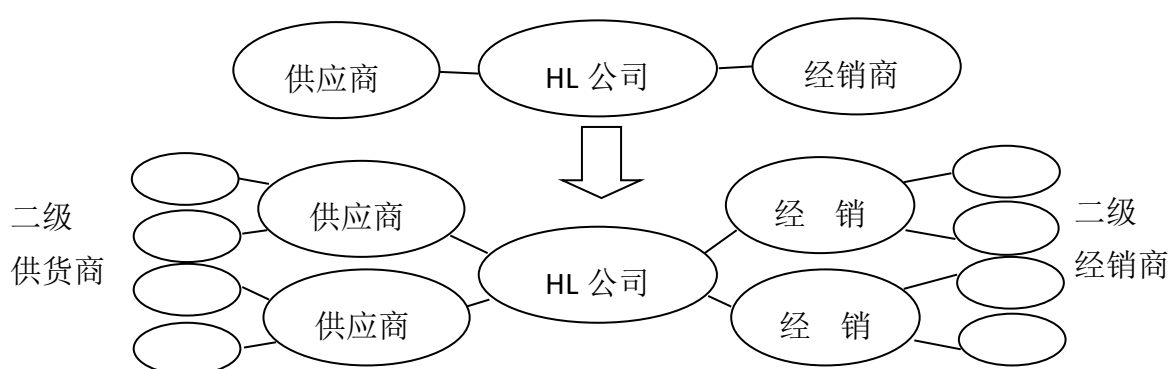 供应商 HL 公司 经销商
二级
供货商
供应商 经 销
HL 公司
供应商 经 销
二级
经销商